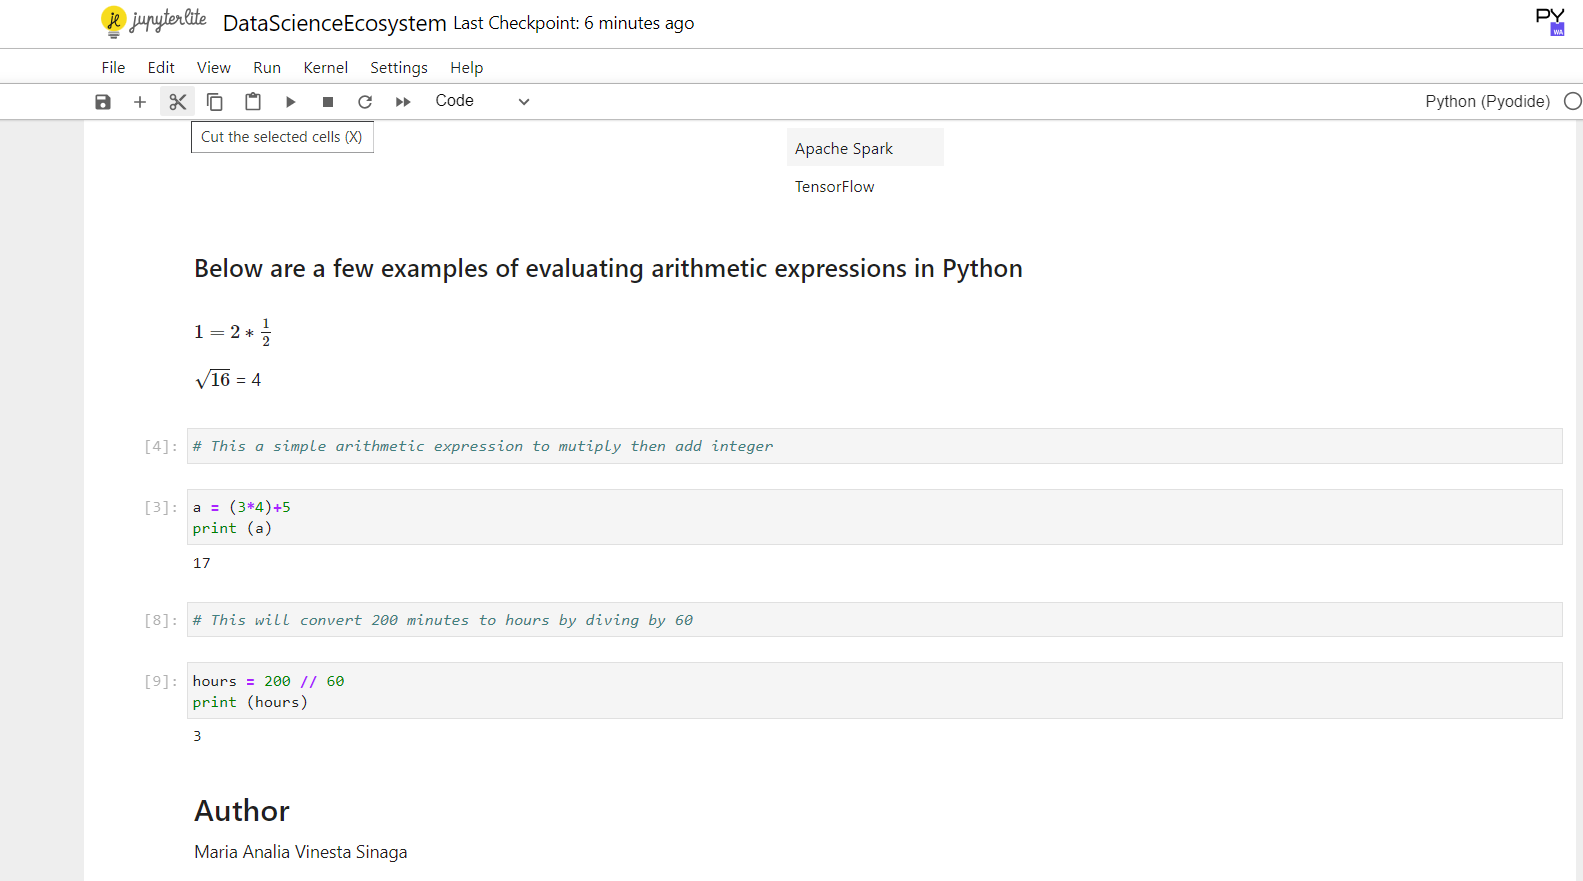 jupyterlite DataScienceEcosystem Last Checkpoint: 6 minutes ago
PY
WA
File Edit View Run Kernel Settings Help
Code
Python (Pyodide)
Cut the selected cells (X)
Apache Spark
TensorFlow
Below are a few examples of evaluating arithmetic expressions in Python
1 = 2 * 1/2
√16 = 4
[4]: # This a simple arithmetic expression to mutiply then add integer
[3]: a = (3*4)+5
print (a)
17
[8]: # This will convert 200 minutes to hours by diving by 60
[9]: hours = 200 // 60
print (hours)
3
Author
Maria Analia Vinesta Sinaga